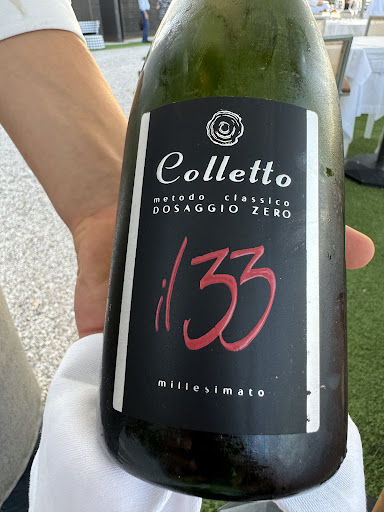 Colletto
metodo classico
DOSAGGIO ZERO
il 33
millesimato